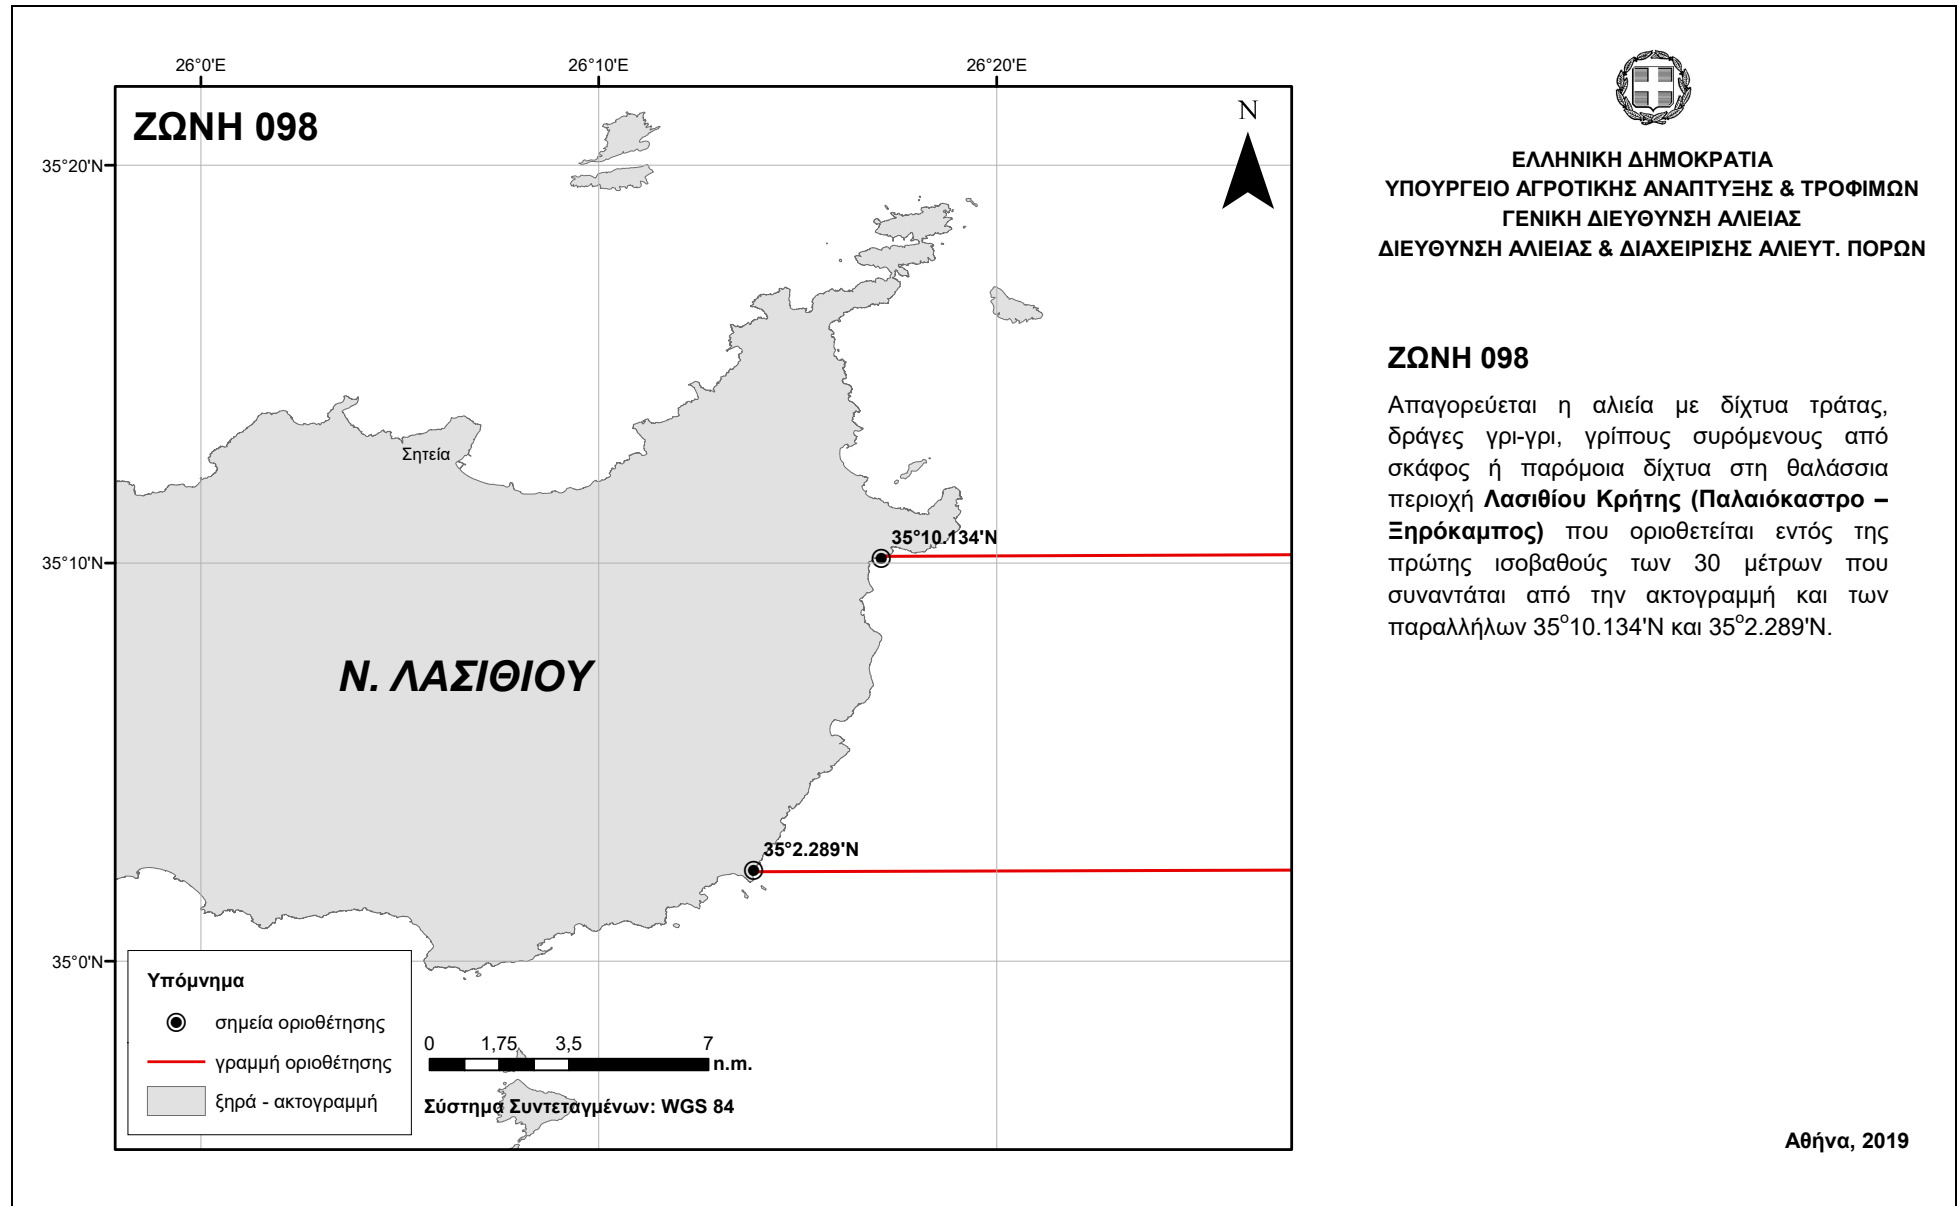 26°0'E
26°10'E
26°20'E
ΖΩΝΗ 098
N
35°20'N
Σητεία
35°10.134'N
35°10'N
Ν. ΛΑΣΙΘΙΟΥ
35°2.289'N
35°0'N
Υπόμνημα
σημεία οριοθέτησης
γραμμή οριοθέτησης
ξηρά - ακτογραμμή
0 1,75 3,5 7
n.m.
Σύστημα Συντεταγμένων: WGS 84
ΕΛΛΗΝΙΚΗ ΔΗΜΟΚΡΑΤΙΑ
ΥΠΟΥΡΓΕΙΟ ΑΓΡΟΤΙΚΗΣ ΑΝΑΠΤΥΞΗΣ & ΤΡΟΦΙΜΩΝ
ΓΕΝΙΚΗ ΔΙΕΥΘΥΝΣΗ ΑΛΙΕΙΑΣ
ΔΙΕΥΘΥΝΣΗ ΑΛΙΕΙΑΣ & ΔΙΑΧΕΙΡΙΣΗΣ ΑΛΙΕΥΤ. ΠΟΡΩΝ
ΖΩΝΗ 098
Απαγορεύεται η αλιεία με δίχτυα τράτας,
δράγες γρι-γρι, γρίπους συρόμενους από
σκάφος ή παρόμοια δίχτυα στη θαλάσσια
περιοχή Λασιθίου Κρήτης (Παλαιόκαστρο –
Ξηρόκαμπος) που οριοθετείται εντός της
πρώτης ισοβαθούς των 30 μέτρων που
συναντάται από την ακτογραμμή και των
παραλλήλων 35°10.134'N και 35°2.289'N.
Αθήνα, 2019